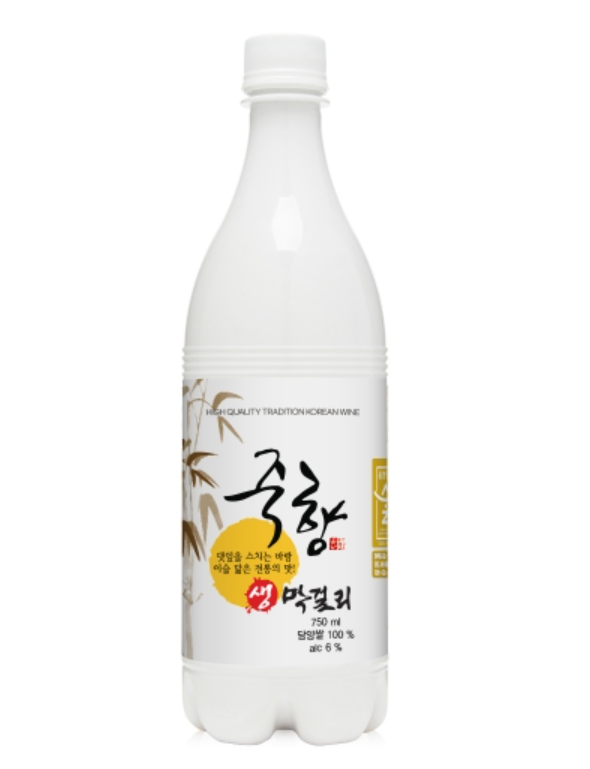 HIGH QUALITY TRADITION KOREAN WINE
죽향
댓잎을 스치는 바람
이슬 닮은 전통의 맛!
생 막걸리
750 ml
담양쌀 100 %
alc 6 %